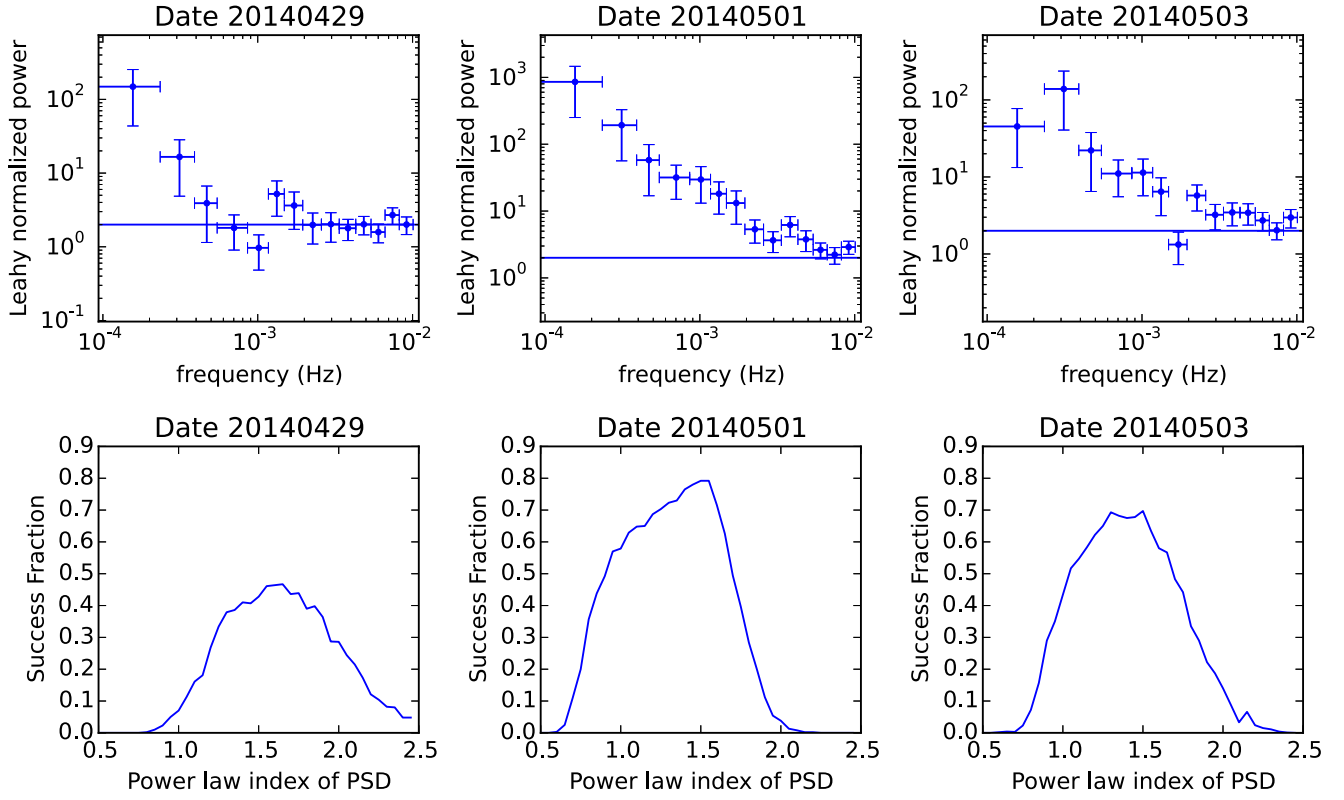 Date 20140429
Date 20140501
Date 20140503
Leahy normalized power
10^2
10^1
10^0
10^-1
10^-4
10^-3
10^-2
frequency (Hz)
Leahy normalized power
10^3
10^2
10^1
10^0
10^-4
10^-3
10^-2
frequency (Hz)
Leahy normalized power
10^2
10^1
10^0
10^-4
10^-3
10^-2
frequency (Hz)
Date 20140429
Date 20140501
Date 20140503
Success Fraction
0.9
0.8
0.7
0.6
0.5
0.4
0.3
0.2
0.1
0.0
0.5 1.0 1.5 2.0 2.5
Power law index of PSD
Success Fraction
0.9
0.8
0.7
0.6
0.5
0.4
0.3
0.2
0.1
0.0
0.5 1.0 1.5 2.0 2.5
Power law index of PSD
Success Fraction
0.9
0.8
0.7
0.6
0.5
0.4
0.3
0.2
0.1
0.0
0.5 1.0 1.5 2.0 2.5
Power law index of PSD